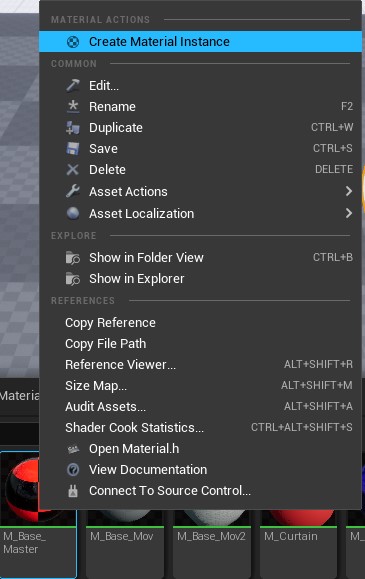 MATERIAL ACTIONS
Create Material Instance
COMMON
Edit...
Rename F2
Duplicate CTRL+W
Save CTRL+S
Delete DELETE
Asset Actions
Asset Localization
EXPLORE
Show in Folder View CTRL+B
Show in Explorer
REFERENCES
Copy Reference
Copy File Path
Reference Viewer... ALT+SHIFT+R
Size Map... ALT+SHIFT+M
Materia
Audit Assets... ALT+SHIFT+A
Shader Cook Statistics... CTRL+ALT+SHIFT+S
Open Material.h
View Documentation
Connect To Source Control...
M_Base_ M_Base_Mov M_Base_Mov2 M_Curtain M_
Master